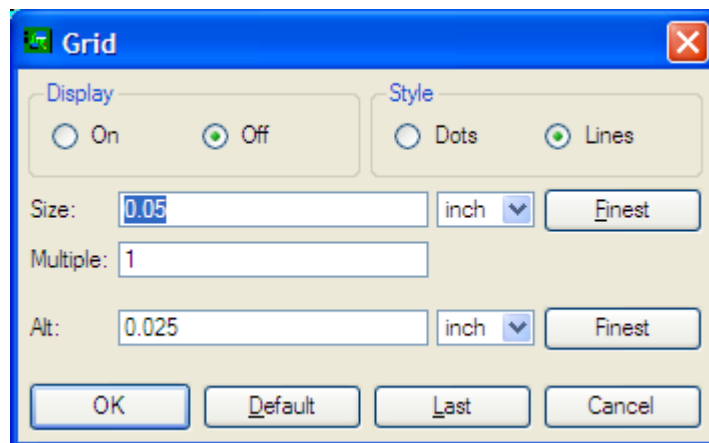 Grid
Display Style
On Off Dots Lines
Size: 0.05 inch Finest
Multiple: 1
Alt: 0.025 inch Finest
OK Default Last Cancel